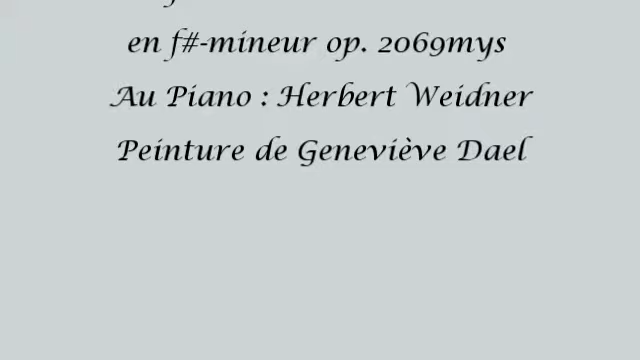 en f#-mineur op. 2069mys
Au Piano : Herbert Weidner
Peinture de Geneviève Dael